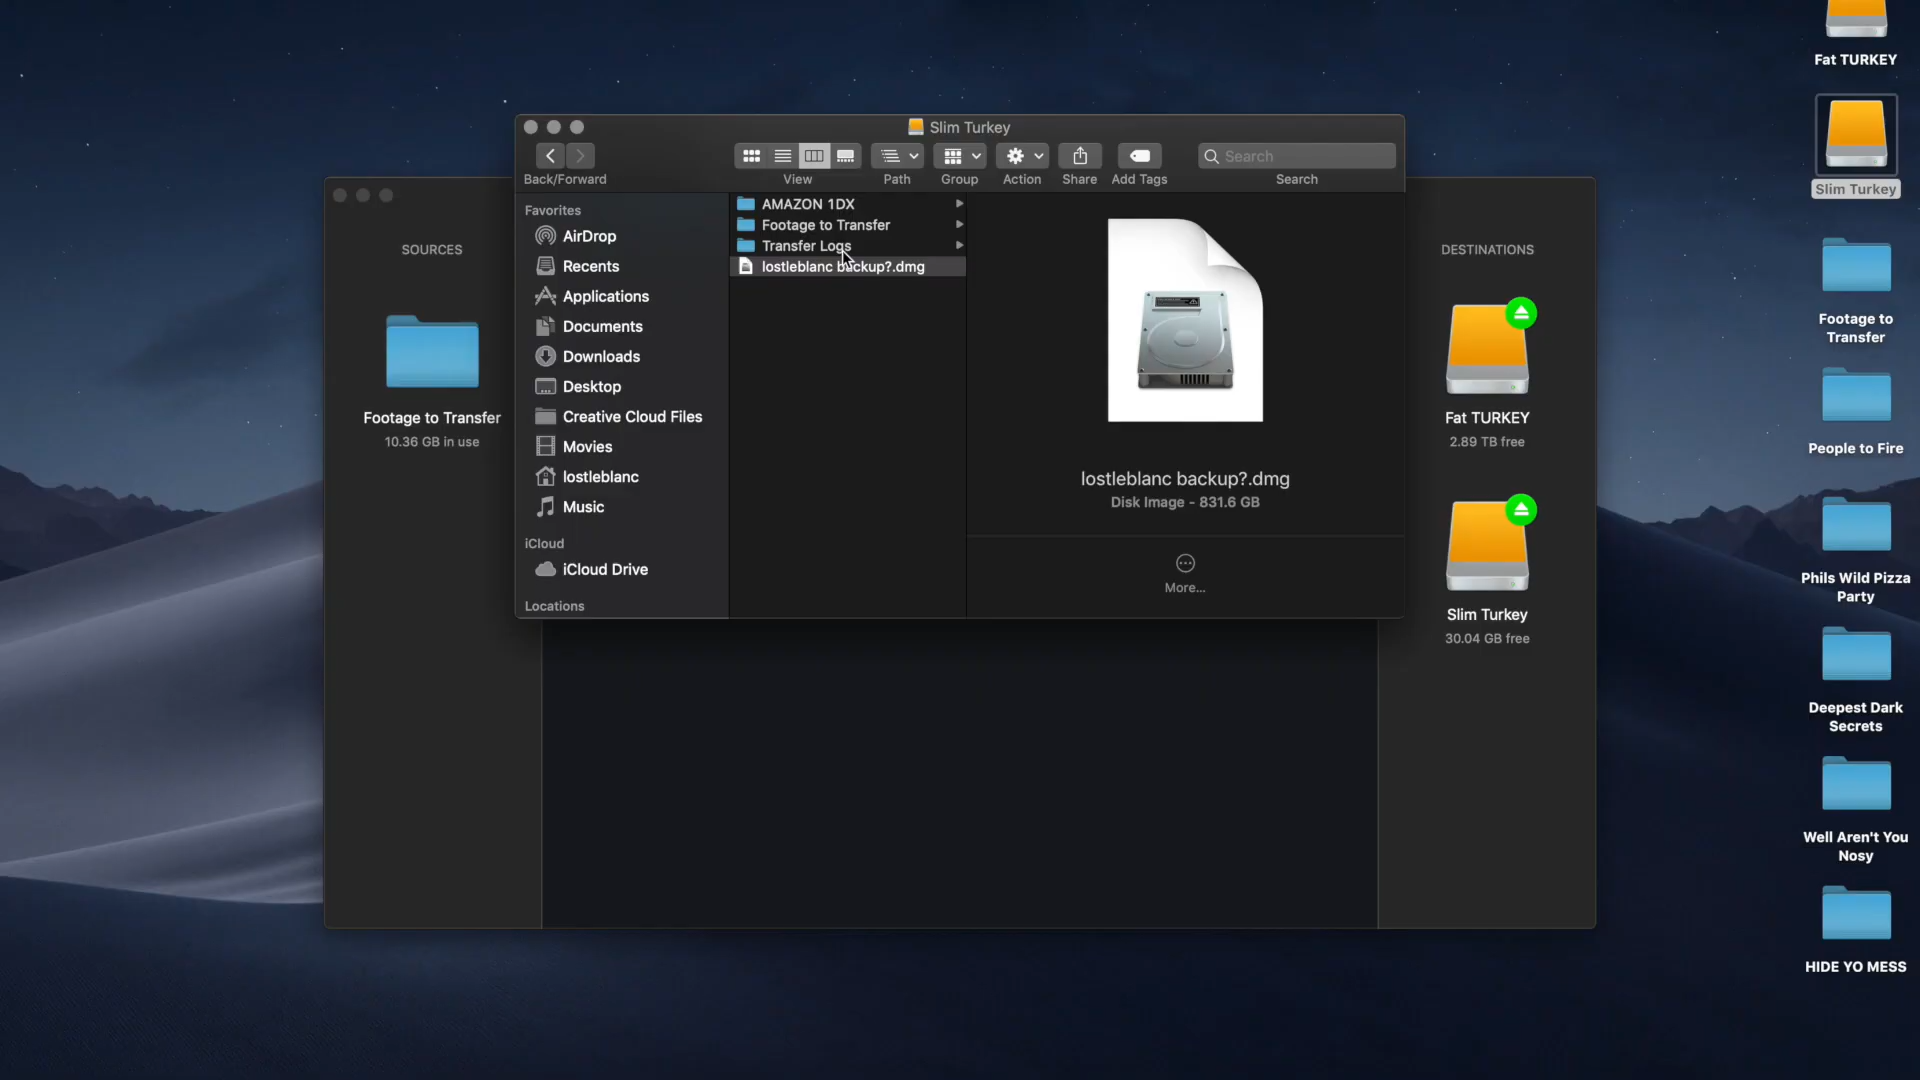 Fat TURKEY
Slim Turkey
Slim Turkey
Back/Forward
View
Path
Group
Action
Share
Add Tags
Search
Search
Favorites
AirDrop
Recents
Applications
Documents
Downloads
Desktop
Creative Cloud Files
Movies
lostleblanc
Music
iCloud
iCloud Drive
Locations
AMAZON 1DX
Footage to Transfer
Transfer Logs
lostleblanc backup?.dmg
lostleblanc backup?.dmg
Disk Image - 831.6 GB
More...
SOURCES
Footage to Transfer
10.36 GB in use
DESTINATIONS
Fat TURKEY
2.89 TB free
Slim Turkey
30.04 GB free
Footage to
Transfer
People to Fire
Phils Wild Pizza
Party
Deepest Dark
Secrets
Well Aren't You
Nosy
HIDE YO MESS